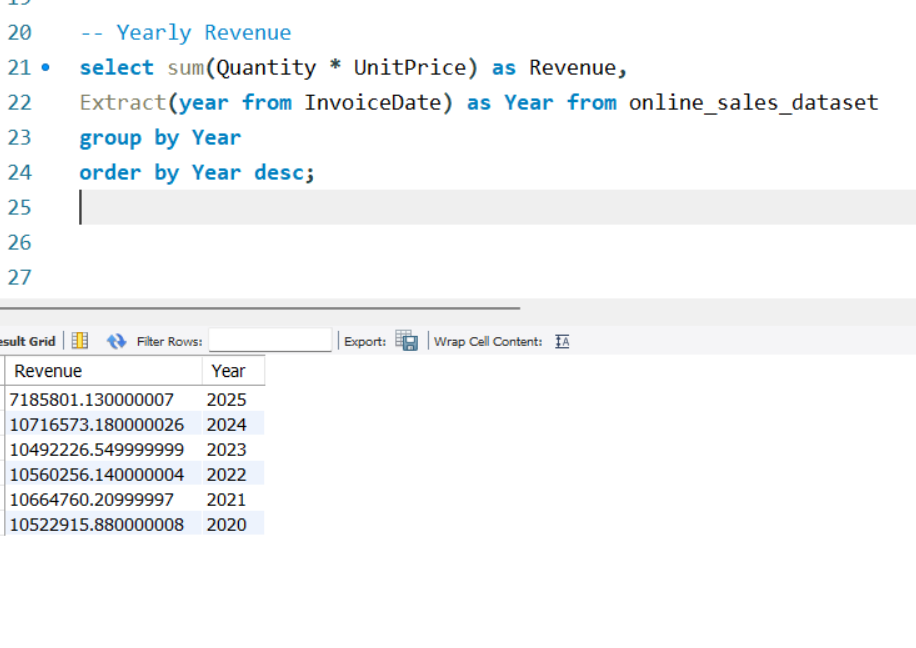 20 -- Yearly Revenue
21 select sum(Quantity * UnitPrice) as Revenue,
22 Extract(year from InvoiceDate) as Year from online_sales_dataset
23 group by Year
24 order by Year desc;
25
26
27
esult Grid Filter Rows: Export: Wrap Cell Content: IA
Revenue Year
7185801.130000007 2025
10716573.180000026 2024
10492226.549999999 2023
10560256.140000004 2022
10664760.20999997 2021
10522915.880000008 2020